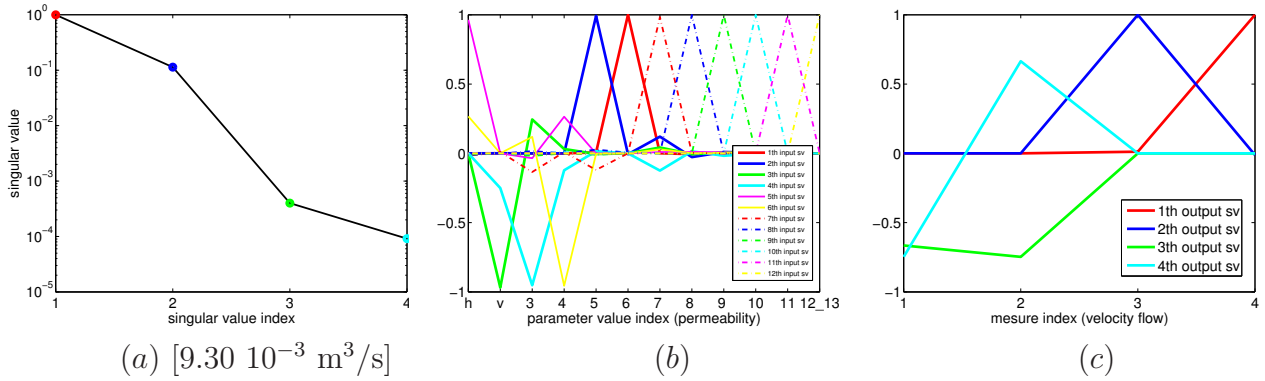 10⁰
10⁻¹
10⁻²
10⁻³
10⁻⁴
10⁻⁵
singular value
1 2 3 4
singular value index
(a) [9.30 10⁻³ m³/s]
1
0.5
0
−0.5
−1
h v 3 4 5 6 7 8 9 10 11 12_13
parameter value index (permeability)
1th input sv
2th input sv
3th input sv
4th input sv
5th input sv
6th input sv
7th input sv
8th input sv
9th input sv
10th input sv
11th input sv
12th input sv
(b)
1
0.5
0
−0.5
−1
1 2 3 4
mesure index (velocity flow)
1th output sv
2th output sv
3th output sv
4th output sv
(c)